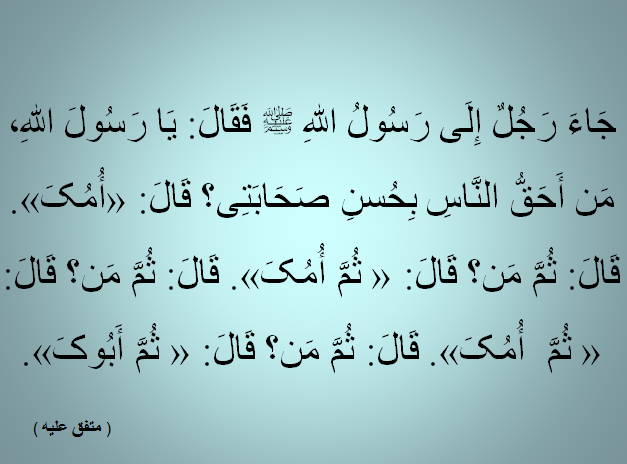 جَاءَ رَجُلٌ إِلَى رَسُولُ اللهِ ﷺ فَقَالَ: يَا رَسُولَ اللهِ،
مَن أَحَقُّ النَّاسِ بِحُسنِ صَحَابَتِی؟ قَالَ: «أُمُکَ».
قَالَ: ثُمَّ مَن؟ قَالَ: « ثُمَّ أُمُکَ». قَالَ: ثُمَّ مَن؟ قَالَ:
« ثُمَّ أُمُکَ». قَالَ: ثُمَّ مَن؟ قَالَ: « ثُمَّ أَبُوکَ».
( متفق علیه )